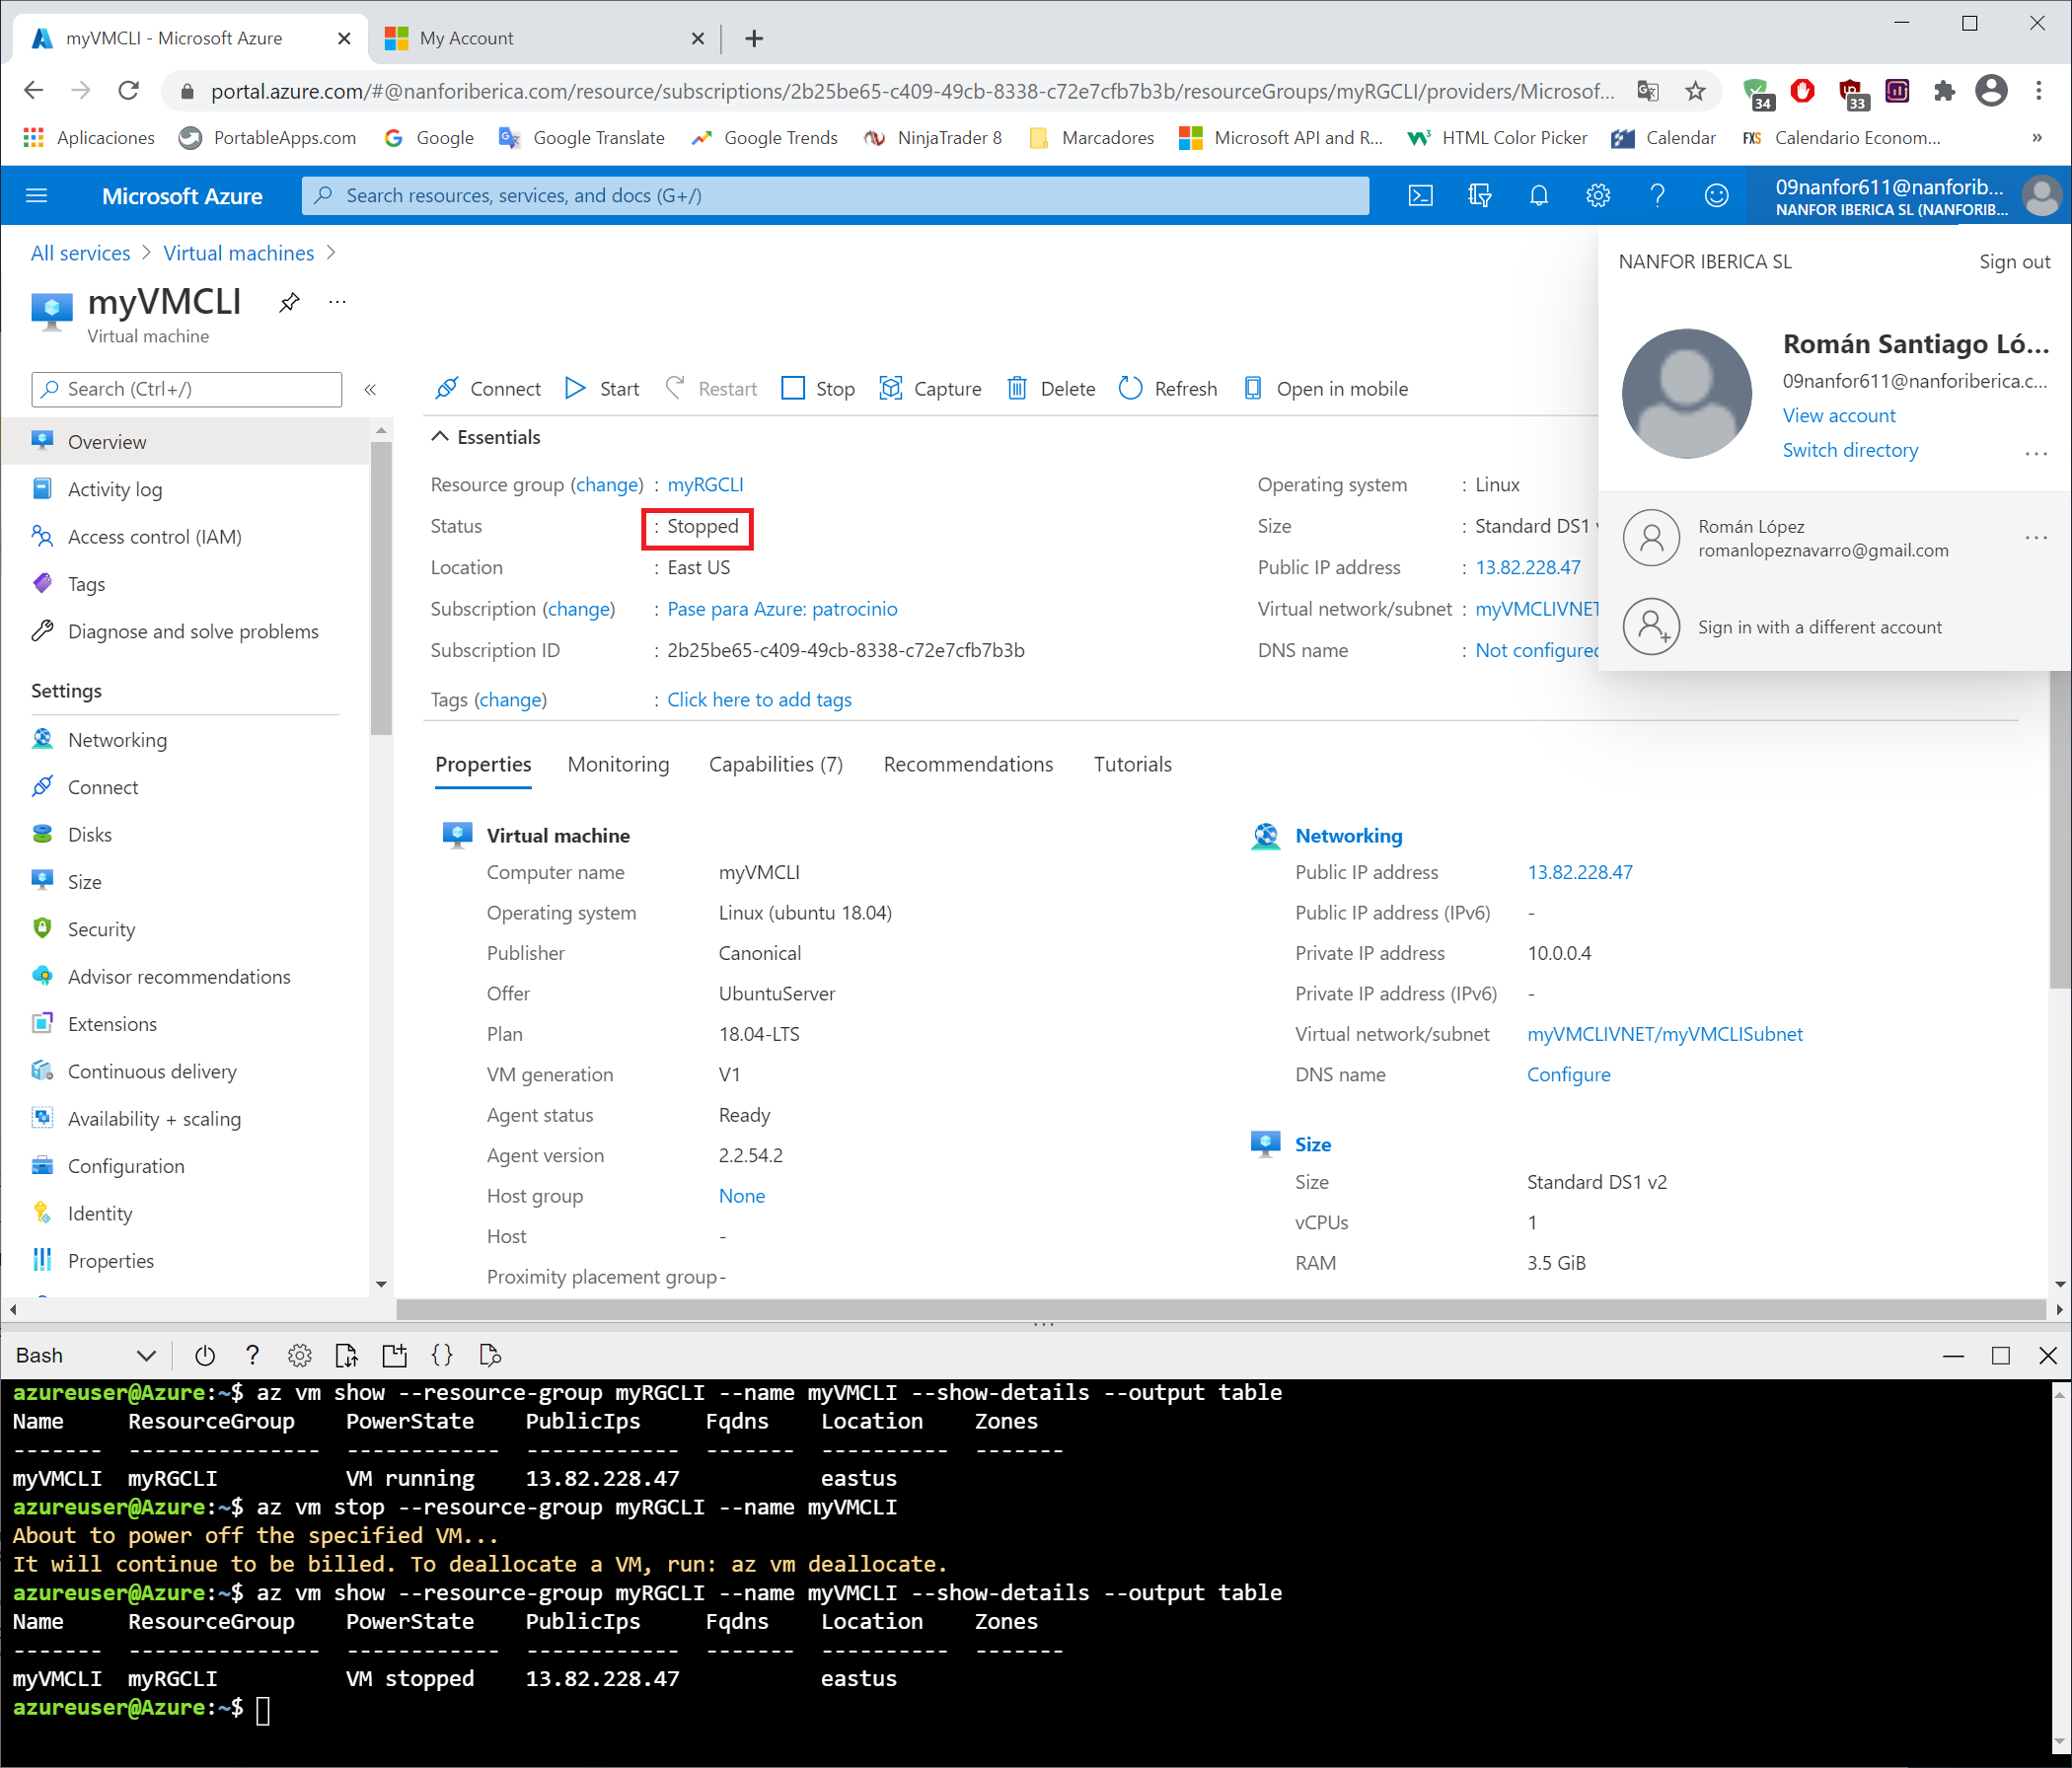 myVMCLI - Microsoft Azure
My Account
portal.azure.com/#@nanforiberica.com/resource/subscriptions/2b25be65-c409-49cb-8338-c72e7cfb7b3b/resourceGroups/myRGCLI/providers/Microsof...
34
33
Aplicaciones PortableApps.com Google Google Translate Google Trends NinjaTrader 8 Marcadores Microsoft API and R... HTML Color Picker Calendar FXS Calendario Econom... »
Microsoft Azure
Search resources, services, and docs (G+/)
09nanfor611@nanforib...
NANFOR IBERICA SL (NANFORIB...
All services > Virtual machines >
myVMCLI ...
Virtual machine
NANFOR IBERICA SL
Sign out
Román Santiago Ló...
09nanfor611@nanforiberica.c...
View account
Switch directory ...
Román López ...
romanlopeznavarro@gmail.com
Sign in with a different account
Search (Ctrl+/) «
Overview
Activity log
Access control (IAM)
Tags
Diagnose and solve problems
Settings
Networking
Connect
Disks
Size
Security
Advisor recommendations
Extensions
Continuous delivery
Availability + scaling
Configuration
Identity
Properties
Connect Start Restart Stop Capture Delete Refresh Open in mobile
Essentials
Resource group (change) : myRGCLI
Status : Stopped
Location : East US
Subscription (change) : Pase para Azure: patrocinio
Subscription ID : 2b25be65-c409-49cb-8338-c72e7cfb7b3b
Tags (change) : Click here to add tags
Operating system : Linux
Size : Standard DS1
Public IP address : 13.82.228.47
Virtual network/subnet : myVMCLIVNET
DNS name : Not configured
Properties Monitoring Capabilities (7) Recommendations Tutorials
Virtual machine
Computer name myVMCLI
Operating system Linux (ubuntu 18.04)
Publisher Canonical
Offer UbuntuServer
Plan 18.04-LTS
VM generation V1
Agent status Ready
Agent version 2.2.54.2
Host group None
Host -
Proximity placement group -
Networking
Public IP address 13.82.228.47
Public IP address (IPv6) -
Private IP address 10.0.0.4
Private IP address (IPv6) -
Virtual network/subnet myVMCLIVNET/myVMCLISubnet
DNS name Configure
Size
Size Standard DS1 v2
vCPUs 1
RAM 3.5 GiB
Bash
azureuser@Azure:~$ az vm show --resource-group myRGCLI --name myVMCLI --show-details --output table
Name ResourceGroup PowerState PublicIps Fqdns Location Zones
------- --------------- ------------ ------------ ------- ---------- -------
myVMCLI myRGCLI VM running 13.82.228.47 eastus
azureuser@Azure:~$ az vm stop --resource-group myRGCLI --name myVMCLI
About to power off the specified VM...
It will continue to be billed. To deallocate a VM, run: az vm deallocate.
azureuser@Azure:~$ az vm show --resource-group myRGCLI --name myVMCLI --show-details --output table
Name ResourceGroup PowerState PublicIps Fqdns Location Zones
------- --------------- ------------ ------------ ------- ---------- -------
myVMCLI myRGCLI VM stopped 13.82.228.47 eastus
azureuser@Azure:~$